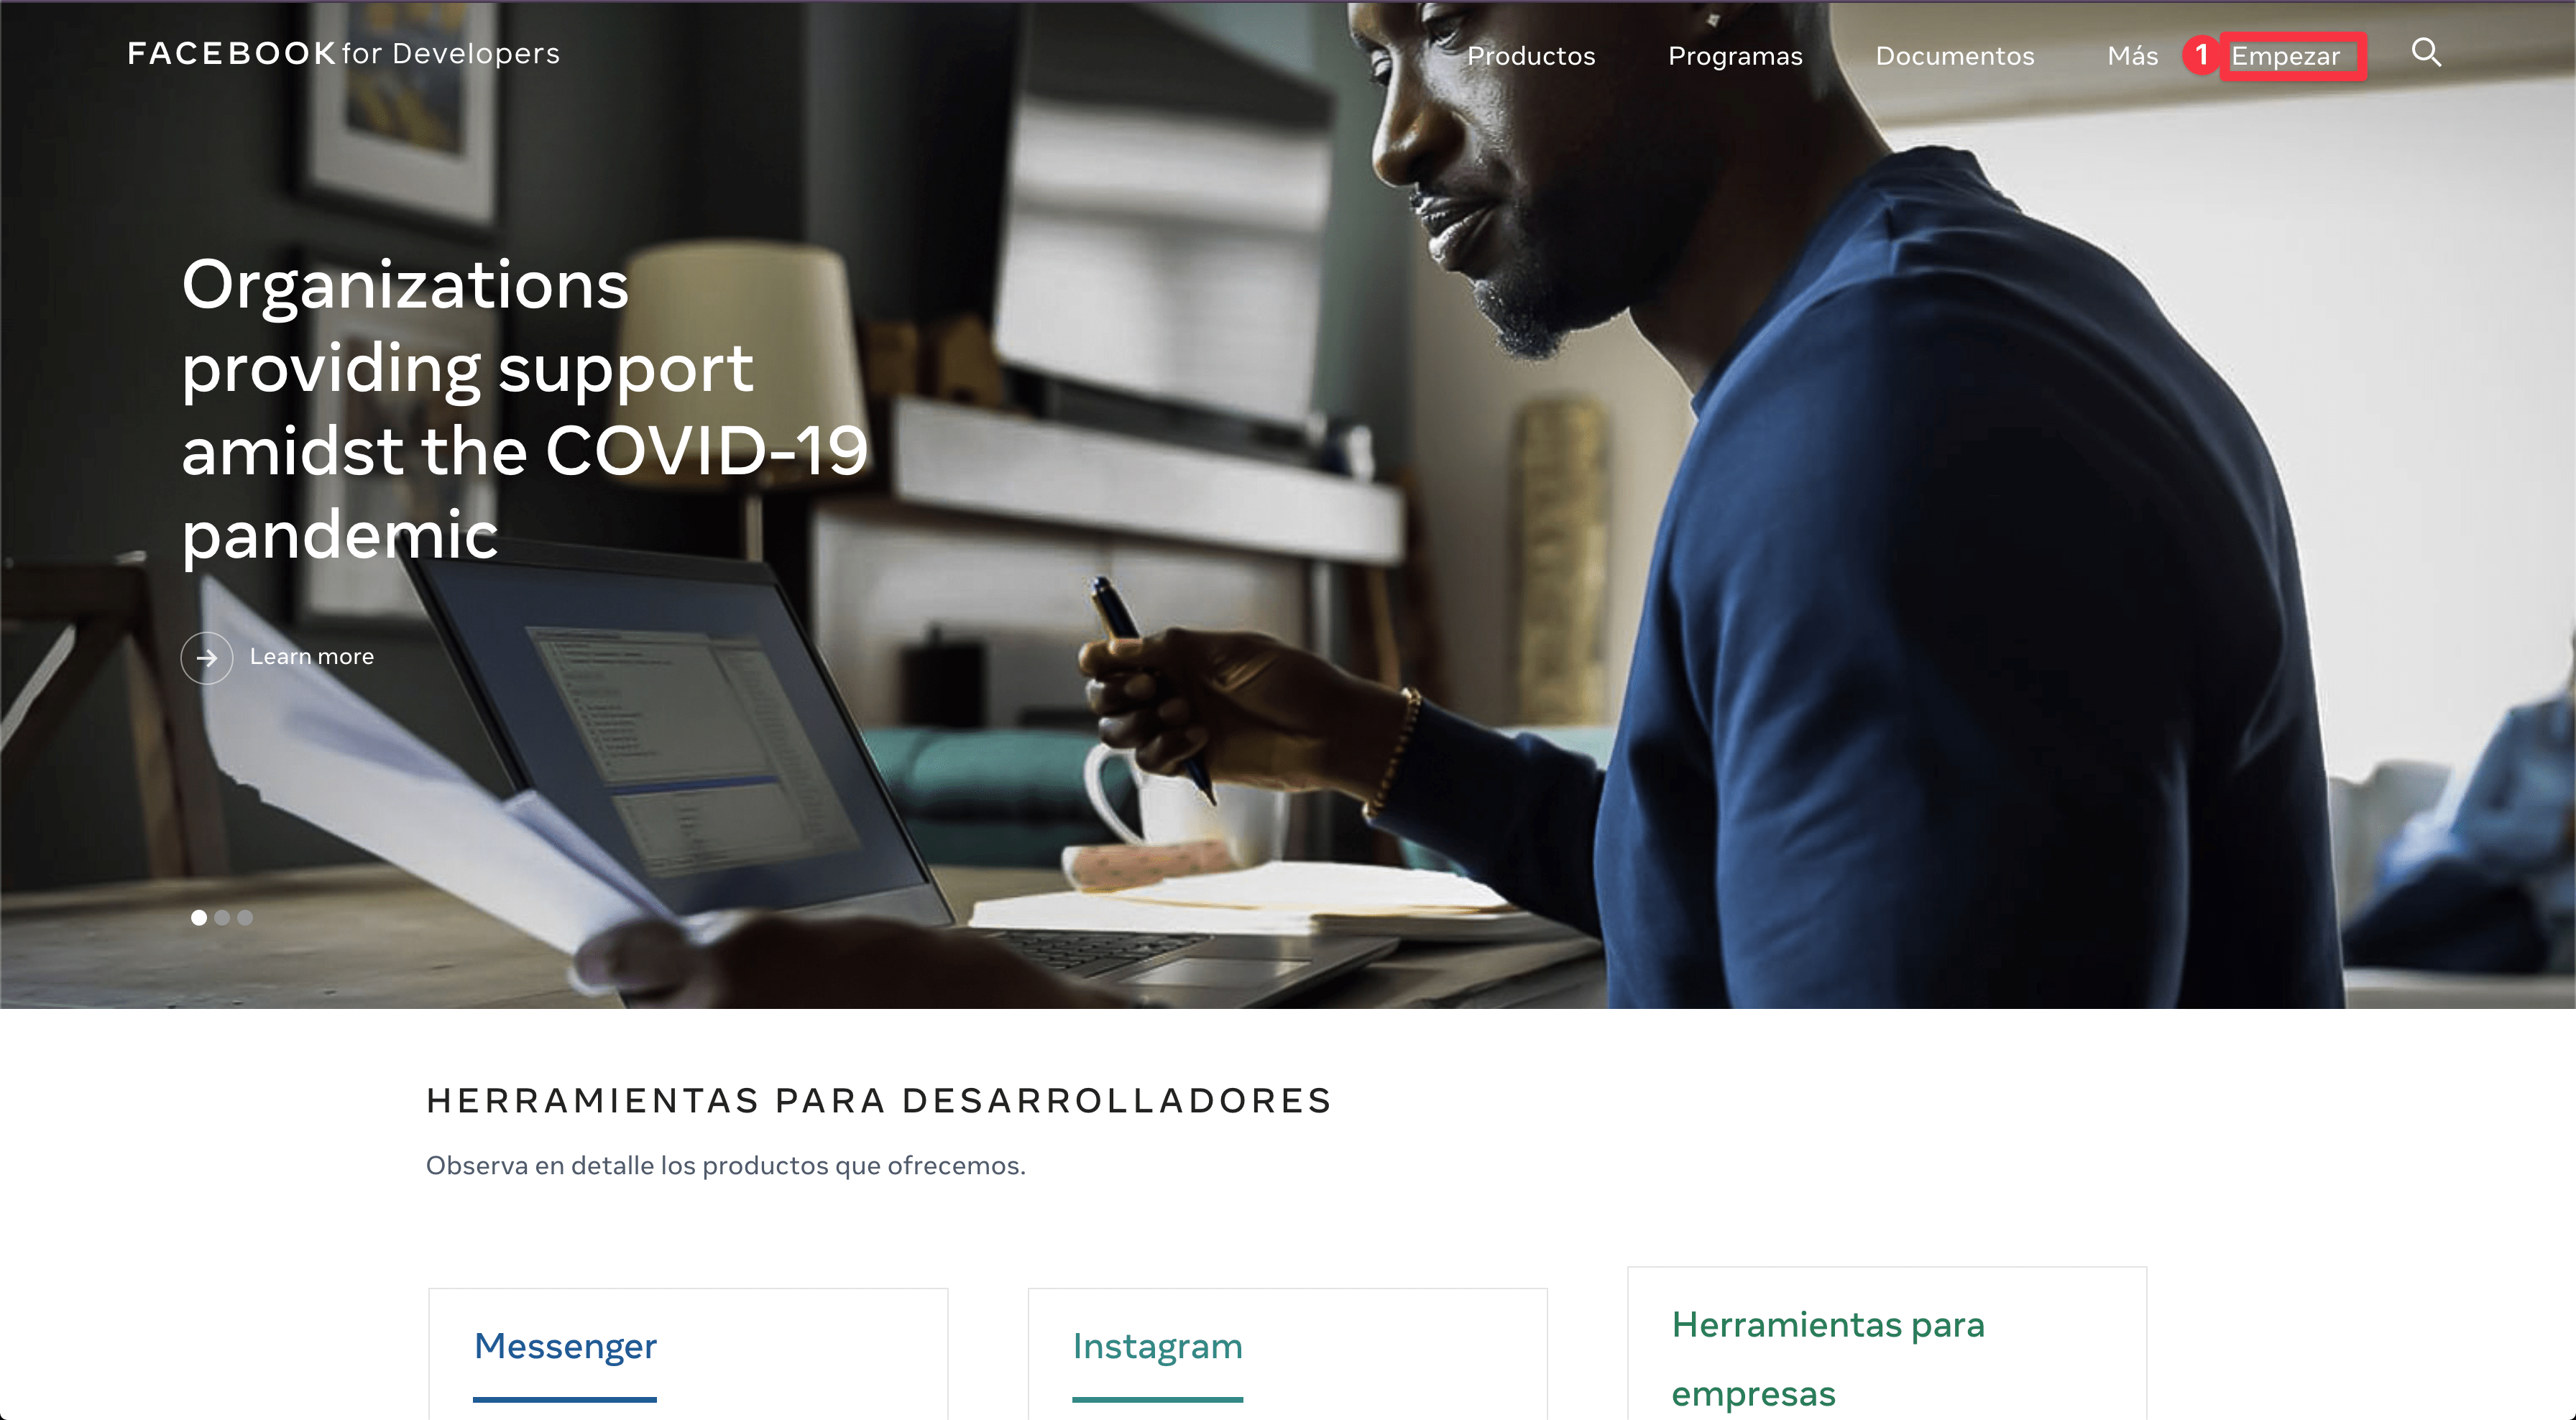 FACEBOOK for Developers
Productos Programas Documentos Más 1 Empezar
Organizations
providing support
amidst the COVID-19
pandemic
Learn more
HERRAMIENTAS PARA DESARROLLADORES
Observa en detalle los productos que ofrecemos.
Messenger
Instagram
Herramientas para
empresas